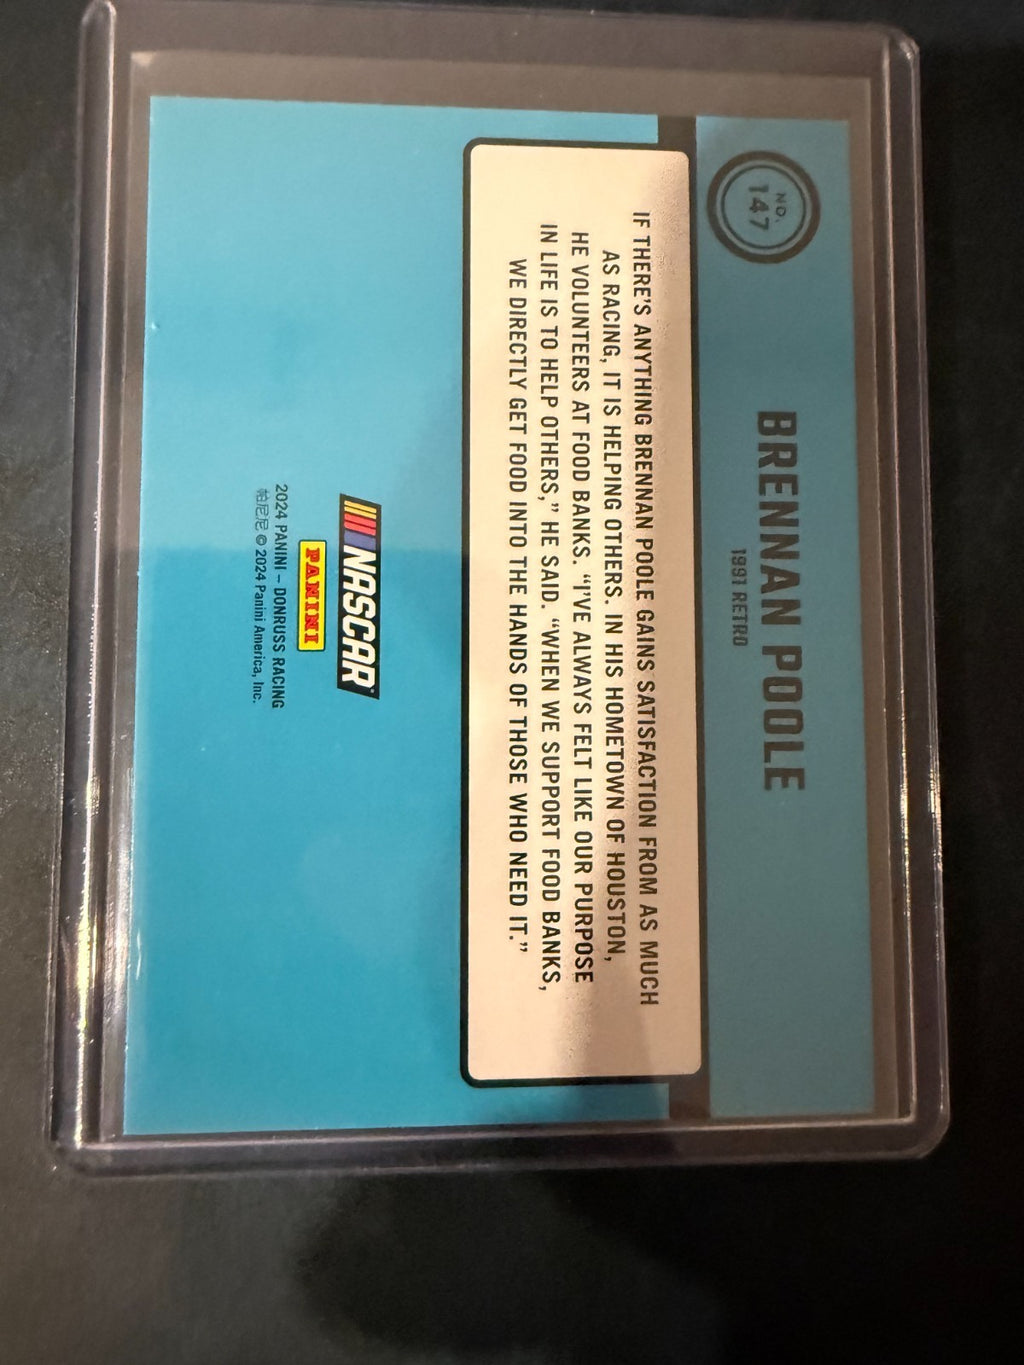 NO.
147
BRENNAN POOLE
1991 RETRO
IF THERE'S ANYTHING BRENNAN POOLE GAINS SATISFACTION FROM AS MUCH
AS RACING, IT IS HELPING OTHERS. IN HIS HOMETOWN OF HOUSTON,
HE VOLUNTEERS AT FOOD BANKS. “I'VE ALWAYS FELT LIKE OUR PURPOSE
IN LIFE IS TO HELP OTHERS,” HE SAID. “WHEN WE SUPPORT FOOD BANKS,
WE DIRECTLY GET FOOD INTO THE HANDS OF THOSE WHO NEED IT.”
NASCAR
PANINI
2024 PANINI – DONRUSS RACING
帕尼尼 © 2024 Panini America, Inc.